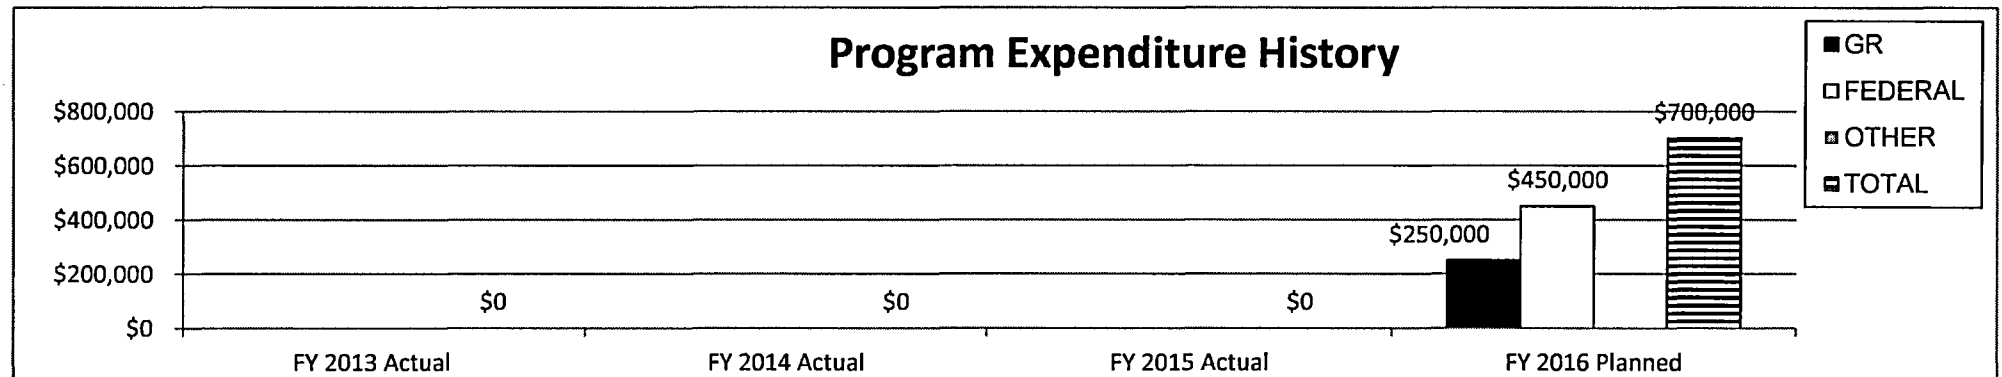 Program Expenditure History
GR
FEDERAL
OTHER
TOTAL
$800,000
$600,000
$400,000
$200,000
$0
$700,000
$450,000
$250,000
$0
$0
$0
FY 2013 Actual
FY 2014 Actual
FY 2015 Actual
FY 2016 Planned